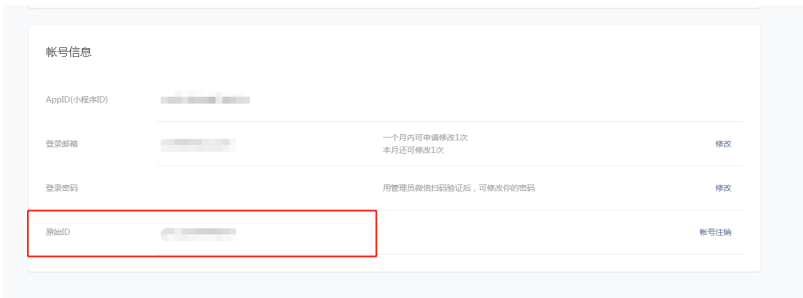 帐号信息
AppID(小程序ID)
登录邮箱
一个月内可申请修改1次
本月还可修改1次
修改
登录密码
用管理员微信扫码验证后，可修改你的密码
修改
原始ID
帐号注销